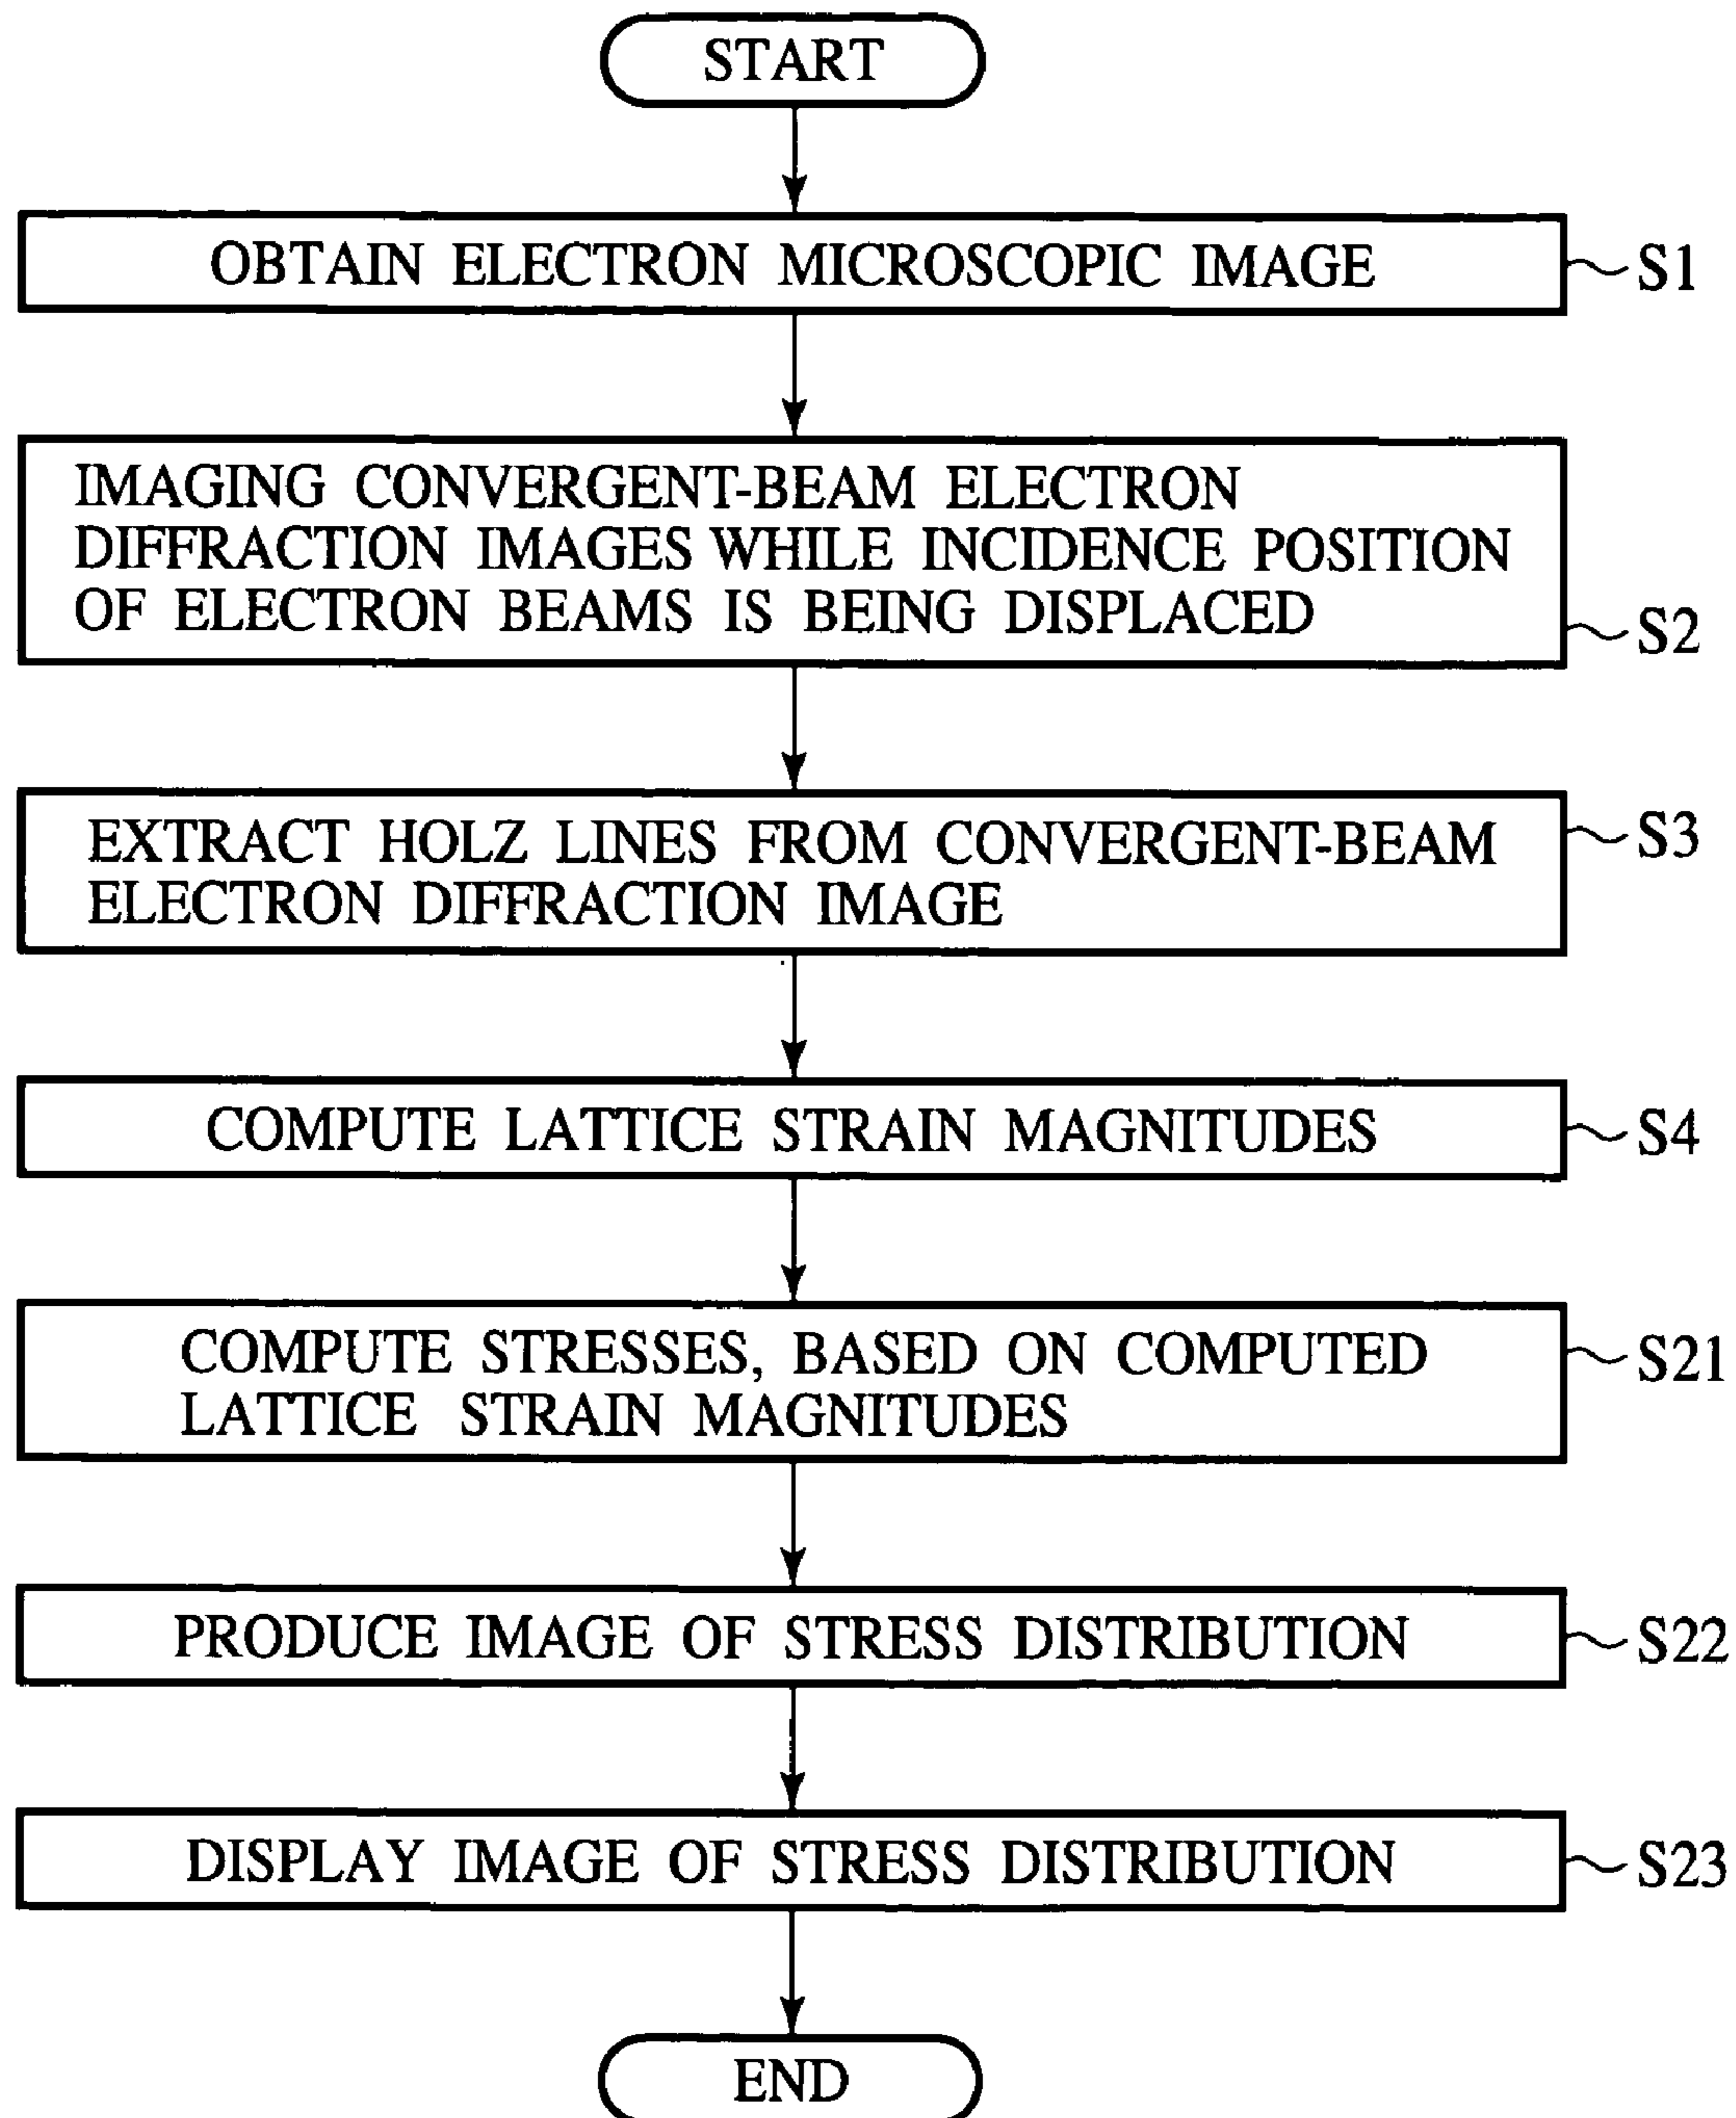 START
OBTAIN ELECTRON MICROSCOPIC IMAGE
S1
IMAGING CONVERGENT-BEAM ELECTRON
DIFFRACTION IMAGES WHILE INCIDENCE POSITION
OF ELECTRON BEAMS IS BEING DISPLACED
S2
EXTRACT HOLZ LINES FROM CONVERGENT-BEAM
ELECTRON DIFFRACTION IMAGE
S3
COMPUTE LATTICE STRAIN MAGNITUDES
S4
COMPUTE STRESSES, BASED ON COMPUTED
LATTICE STRAIN MAGNITUDES
S21
PRODUCE IMAGE OF STRESS DISTRIBUTION
S22
DISPLAY IMAGE OF STRESS DISTRIBUTION
S23
END